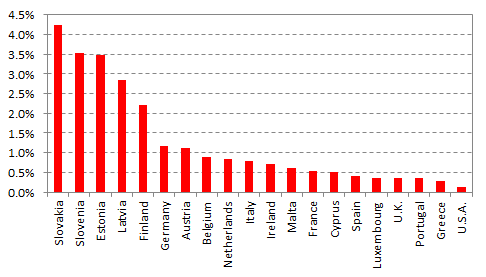 4.5%
4.0%
3.5%
3.0%
2.5%
2.0%
1.5%
1.0%
0.5%
0.0%
Slovakia
Slovenia
Estonia
Latvia
Finland
Germany
Austria
Belgium
Netherlands
Italy
Ireland
Malta
France
Cyprus
Spain
Luxembourg
U.K.
Portugal
Greece
U.S.A.